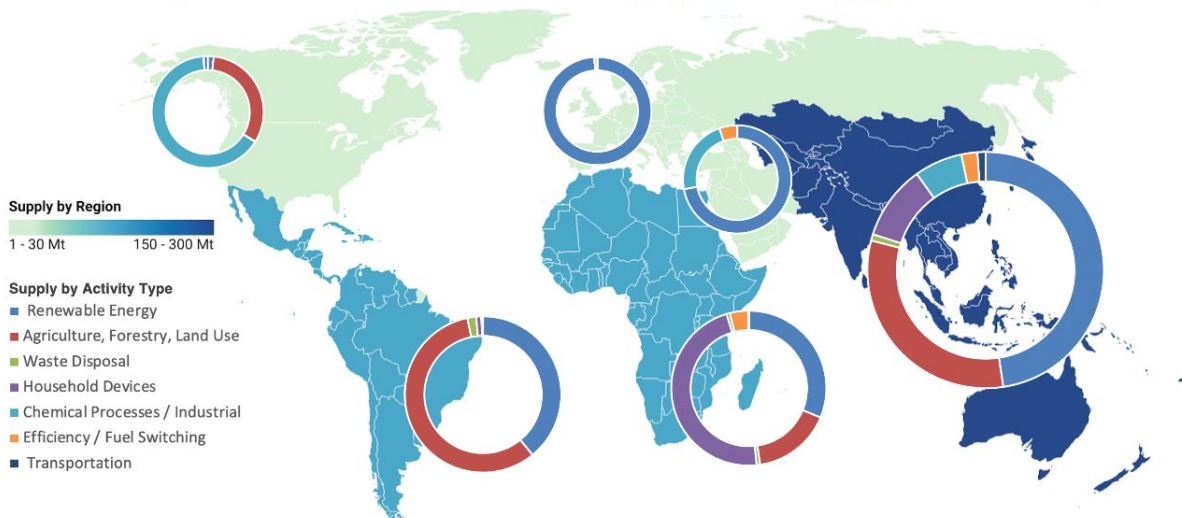 Supply by Region
1 - 30 Mt 150 - 300 Mt
Supply by Activity Type
Renewable Energy
Agriculture, Forestry, Land Use
Waste Disposal
Household Devices
Chemical Processes / Industrial
Efficiency / Fuel Switching
Transportation